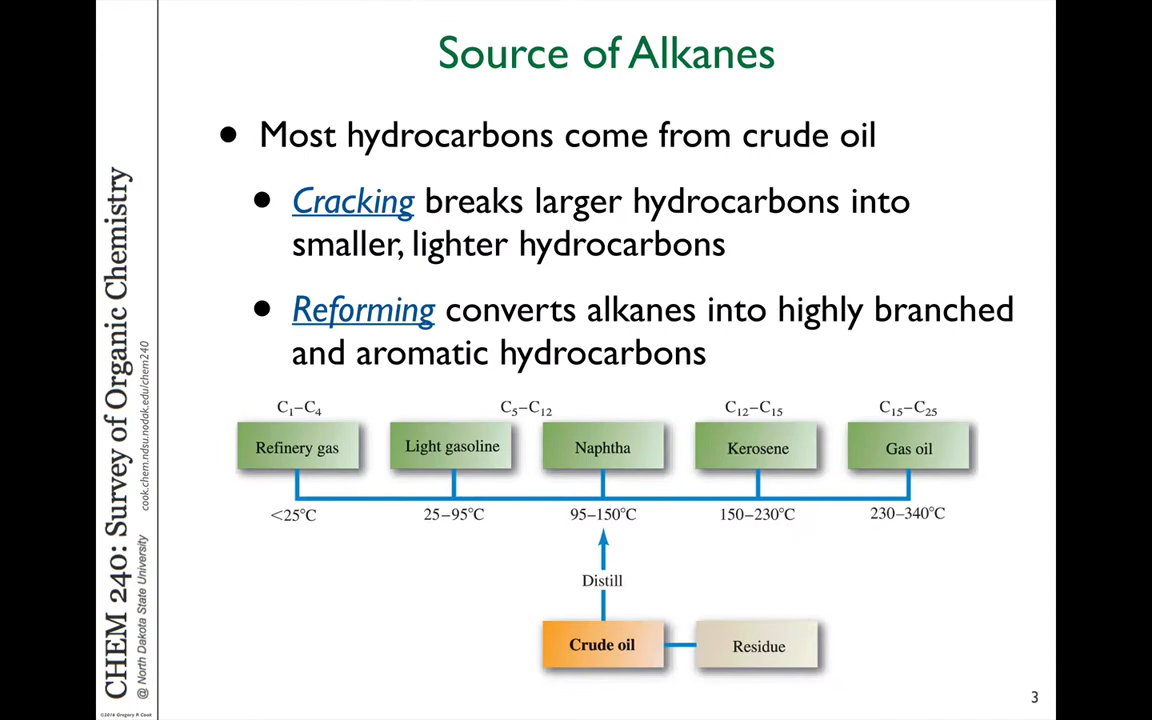 Source of Alkanes
• Most hydrocarbons come from crude oil
• Cracking breaks larger hydrocarbons into
smaller, lighter hydrocarbons
• Reforming converts alkanes into highly branched
and aromatic hydrocarbons
C₁–C₄ C₅–C₁₂ C₁₂–C₁₅ C₁₅–C₂₅
Refinery gas Light gasoline Naphtha Kerosene Gas oil
<25°C 25–95°C 95–150°C 150–230°C 230–340°C
Distill
Crude oil Residue
3
CHEM 240: Survey of Organic Chemistry
@ North Dakota State University cook.chem.ndsu.nodak.edu/chem240
©2016 Gregory R Cook